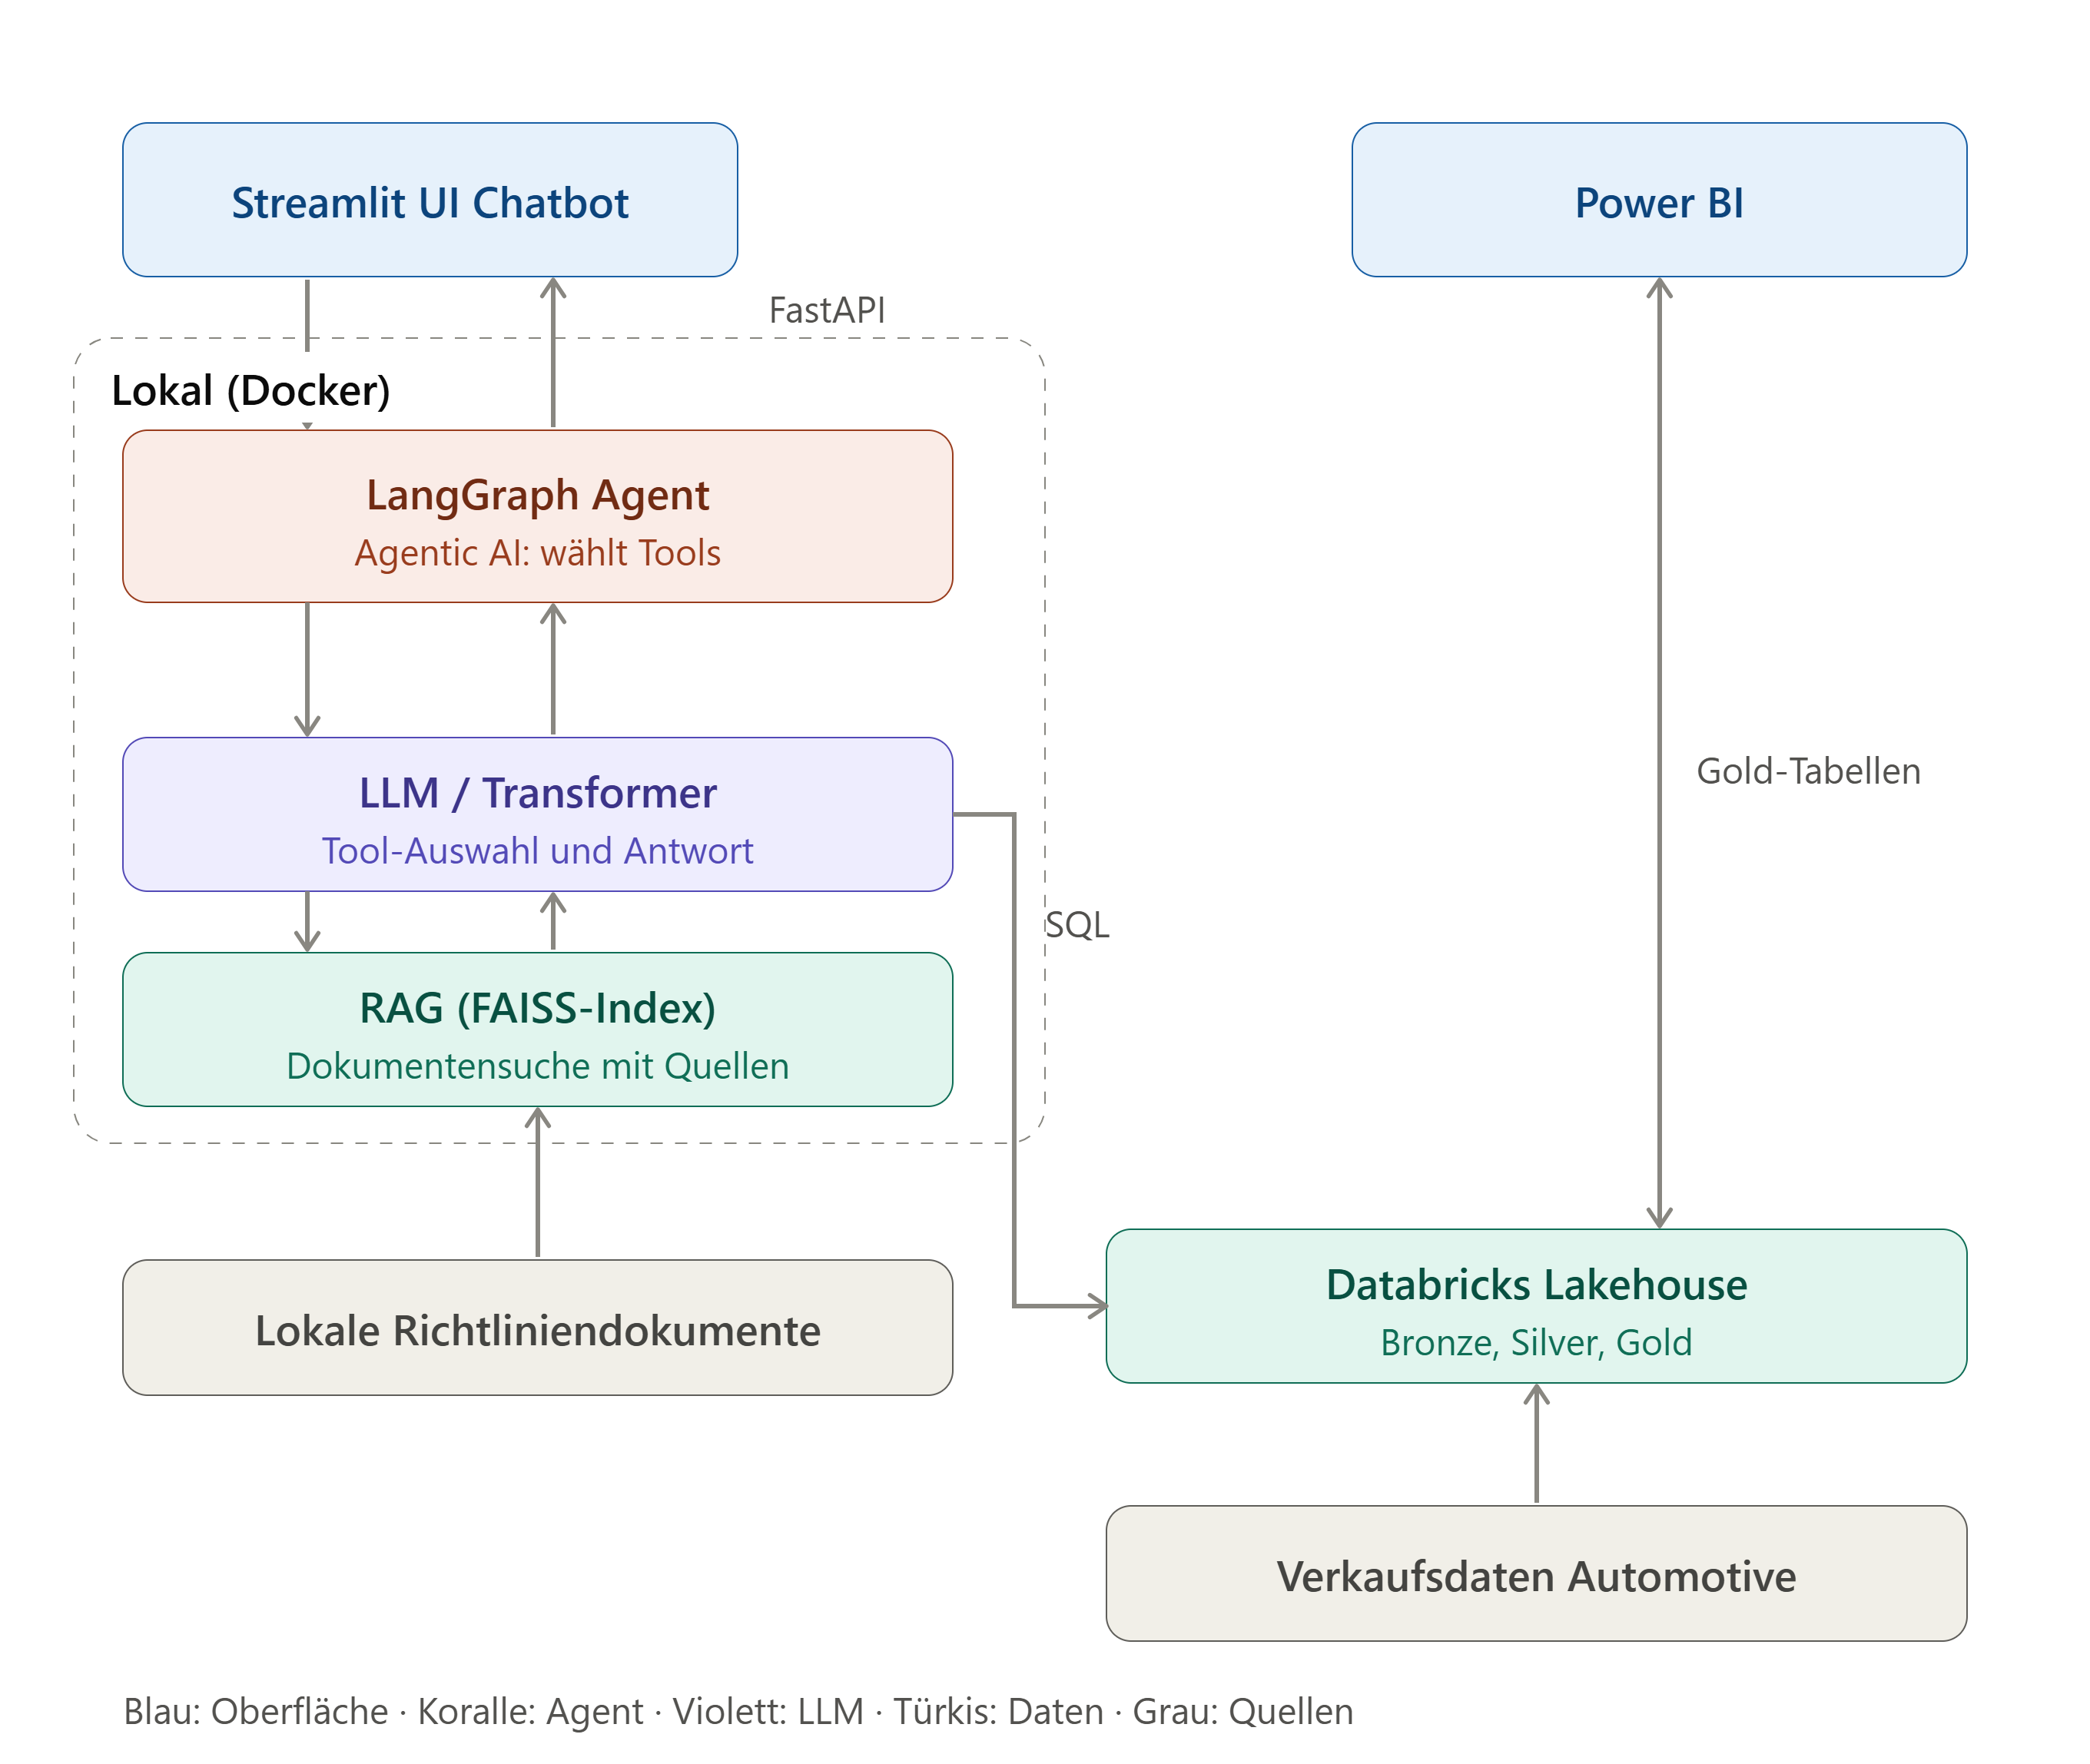 Streamlit UI Chatbot
Power BI
FastAPI
Lokal (Docker)
LangGraph Agent
Agentic AI: wählt Tools
LLM / Transformer
Tool-Auswahl und Antwort
Gold-Tabellen
SQL
RAG (FAISS-Index)
Dokumentensuche mit Quellen
Databricks Lakehouse
Bronze, Silver, Gold
Lokale Richtliniendokumente
Verkaufsdaten Automotive
Blau: Oberfläche · Koralle: Agent · Violett: LLM · Türkis: Daten · Grau: Quellen